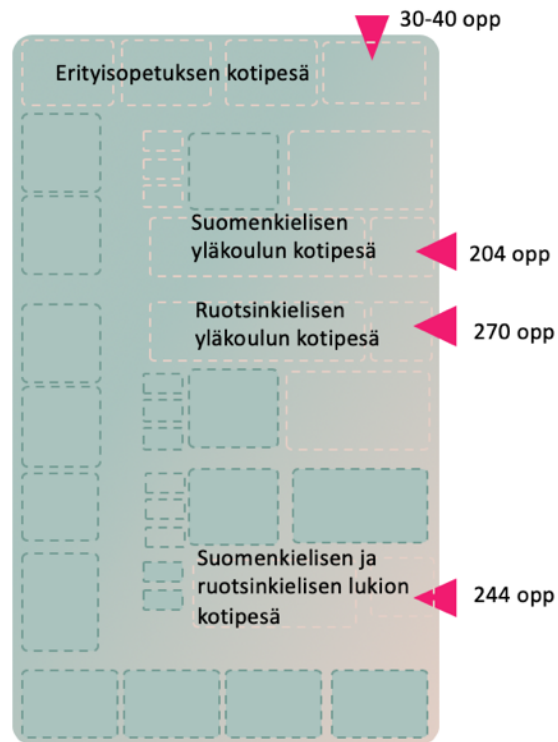 30-40 opp
Erityisopetuksen kotipesä
Suomenkielisen
yläkoulun kotipesä
204 opp
Ruotsinkielisen
yläkoulun kotipesä
270 opp
Suomenkielisen ja
ruotsinkielisen lukion
kotipesä
244 opp